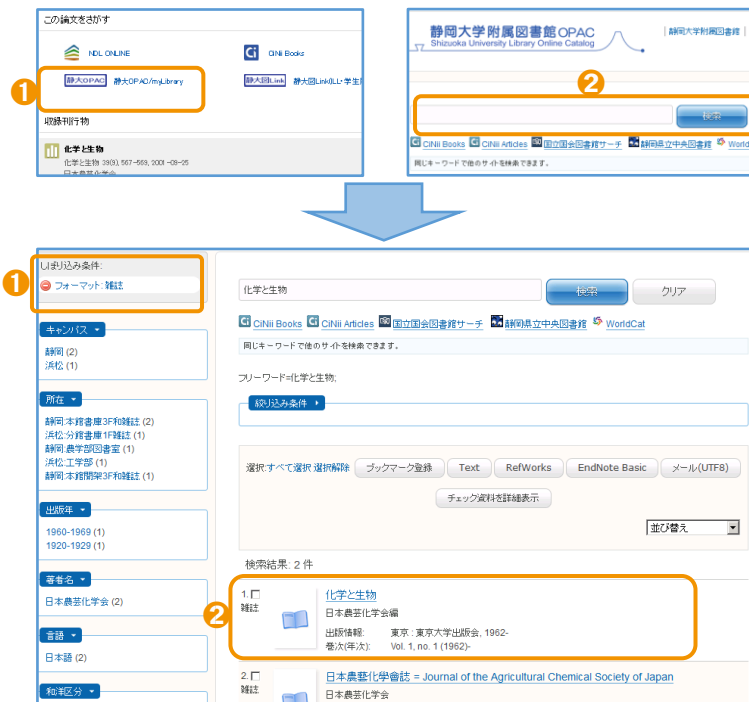 この論文をさがす
NDL ONLINE
CiNii Books
静大OPAC 静大OPAC/myLibrary
静大図Link 静大図Link(ILL・学生
収録刊行物
化学と生物
化学と生物 39(9), 567-569, 2001-09-25
日本農芸化学会
1
静岡大学附属図書館OPAC
Shizuoka University Library Online Catalog
静岡大学附属図書館
2
検索
CiNii Books CiNii Articles 国立国会図書館サーチ 静岡県立中央図書館 World
同じキーワードで他のサイトを検索できます。
1
しぼり込み条件:
フォーマット: 雑誌
キャンパス
静岡 (2)
浜松 (1)
所在
静岡:本館書庫3F和雑誌 (2)
浜松:分館書庫1F雑誌 (1)
静岡:農学部図書室 (1)
浜松:工学部 (1)
静岡:本館開架3F和雑誌 (1)
出版年
1960-1969 (1)
1920-1929 (1)
著者名
日本農芸化学会 (2)
言語
日本語 (2)
和洋区分
化学と生物
検索
クリア
CiNii Books CiNii Articles 国立国会図書館サーチ 静岡県立中央図書館 WorldCat
同じキーワードで他のサイトを検索できます。
フリーワード=化学と生物;
絞り込み条件
選択:すべて選択 選択解除 ブックマーク登録 Text RefWorks EndNote Basic メール(UTF8)
チェック資料を詳細表示
並び替え
検索結果: 2 件
2
1. 化学と生物
雑誌
日本農芸化学会編
出版情報: 東京 : 東京大学出版会, 1962-
巻次(年次): Vol. 1, no. 1 (1962)-
2. 日本農藝化學會誌 = Journal of the Agricultural Chemical Society of Japan
雑誌
日本農芸化学会